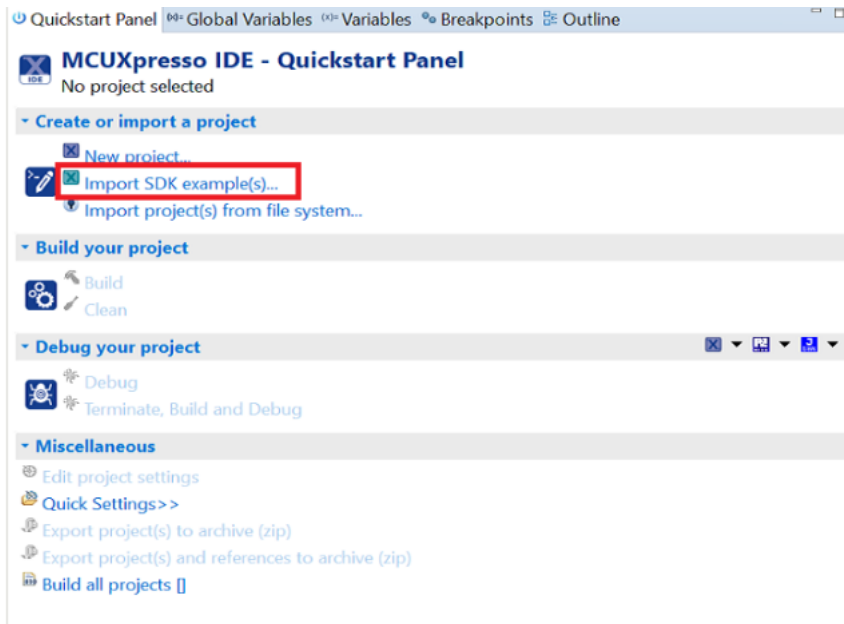 Quickstart Panel (x)= Global Variables (x)= Variables Breakpoints Outline
MCUXpresso IDE - Quickstart Panel
IDE
No project selected
Create or import a project
New project...
Import SDK example(s)...
Import project(s) from file system...
Build your project
Build
Clean
Debug your project
Debug
Terminate, Build and Debug
Miscellaneous
Edit project settings
Quick Settings>>
Export project(s) to archive (zip)
Export project(s) and references to archive (zip)
Build all projects []